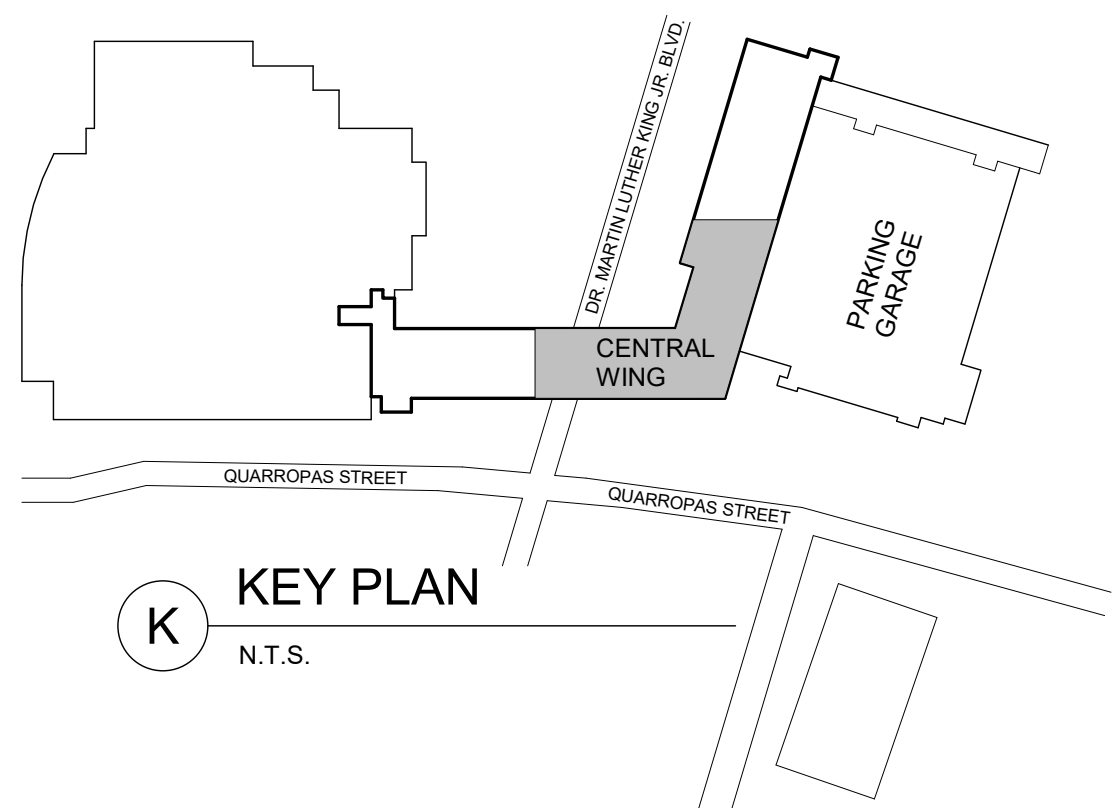 DR. MARTIN LUTHER KING JR. BLVD.
PARKING
GARAGE
CENTRAL
WING
QUARROPAS STREET
QUARROPAS STREET
K
KEY PLAN
N.T.S.